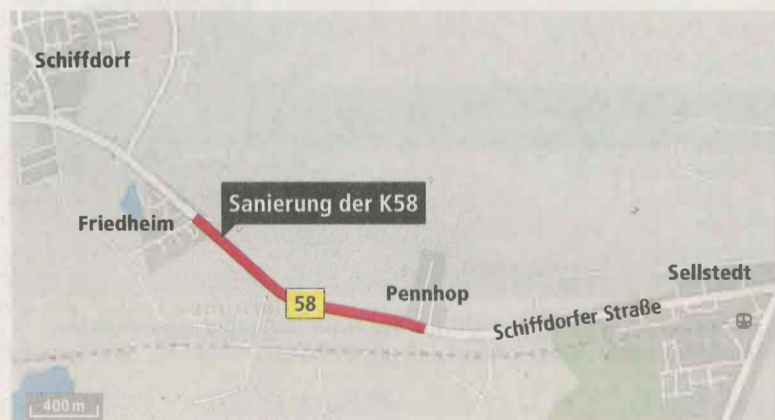 Schiffdorf
Sanierung der K58
Friedheim
Sellstedt
Pennhop
58
Schiffdorfer Straße
400 m